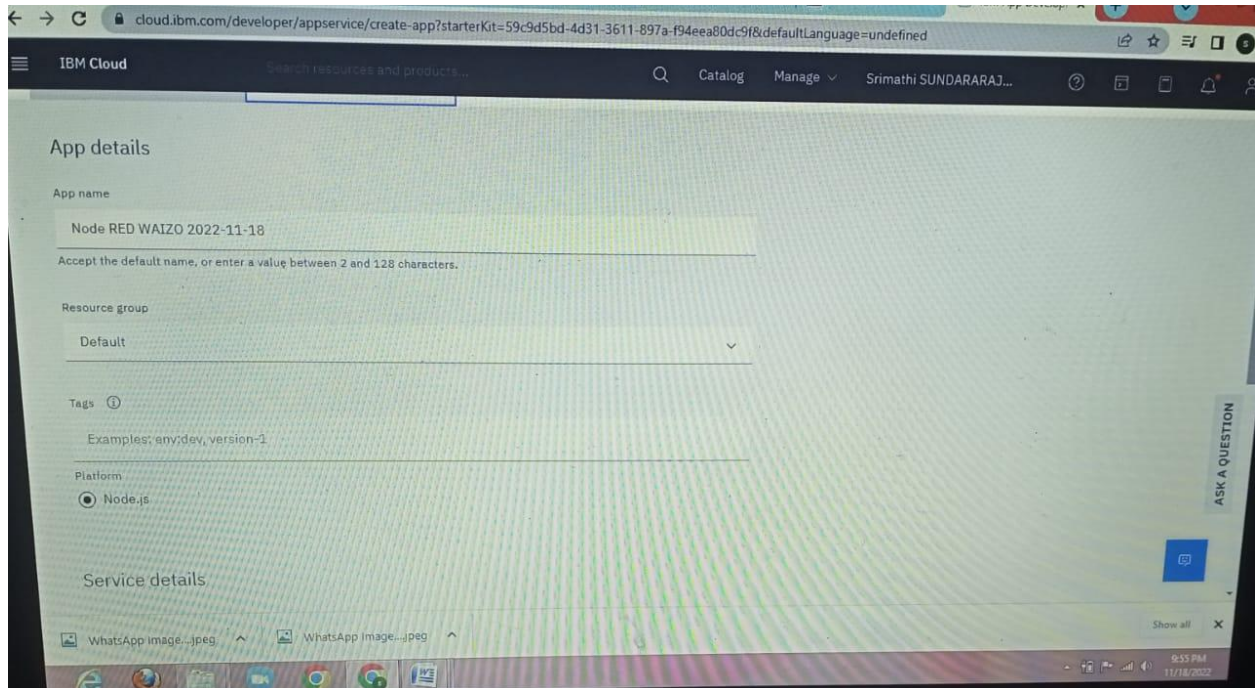 cloud.ibm.com/developer/appservice/create-app?starterKit=59c9d5bd-4d31-3611-897a-f94eea80dc9f&defaultLanguage=undefined
IBM Cloud
Search resources and products...
Catalog
Manage
Srimathi SUNDARARAJ...
App details
App name
Node RED WAIZO 2022-11-18
Accept the default name, or enter a value between 2 and 128 characters.
Resource group
Default
Tags
Examples: env:dev, version-1
Platform
Node.js
ASK A QUESTION
Service details
WhatsApp Image....jpeg
WhatsApp Image....jpeg
Show all
9:55 PM
11/18/2022